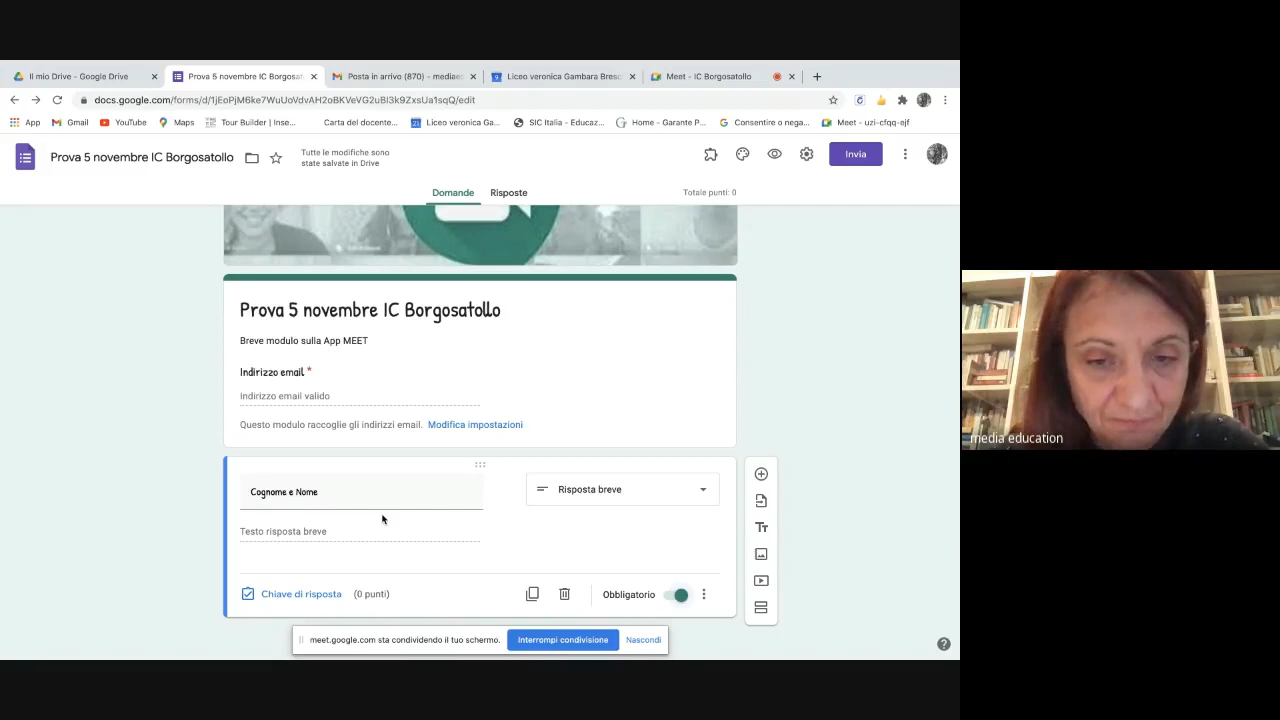 Il mio Drive - Google Drive
Prova 5 novembre IC Borgosat
Posta in arrivo (870) – mediaed
Liceo veronica Gambara Bresc
Meet - IC Borgosatollo
docs.google.com/forms/d/1jEoPjM6ke7WuUoVdvAH2oBKVeVG2uBl3k9ZxsUa1sqQ/edit
App
Gmail
YouTube
Maps
Tour Builder | Inse...
Carta del docente...
Liceo veronica Ga...
SIC Italia - Educaz...
Home - Garante P...
Consentire o nega...
Meet - uzi-cfqq-ejf
Prova 5 novembre IC Borgosatollo
Tutte le modifiche sono
state salvate in Drive
Invia
Domande
Risposte
Totale punti: 0
Prova 5 novembre IC Borgosatollo
Breve modulo sulla App MEET
Indirizzo email *
Indirizzo email valido
Questo modulo raccoglie gli indirizzi email. Modifica impostazioni
Cognome e Nome
Risposta breve
Testo risposta breve
Chiave di risposta (0 punti)
Obbligatorio
meet.google.com sta condividendo il tuo schermo.
Interrompi condivisione
Nascondi
media education